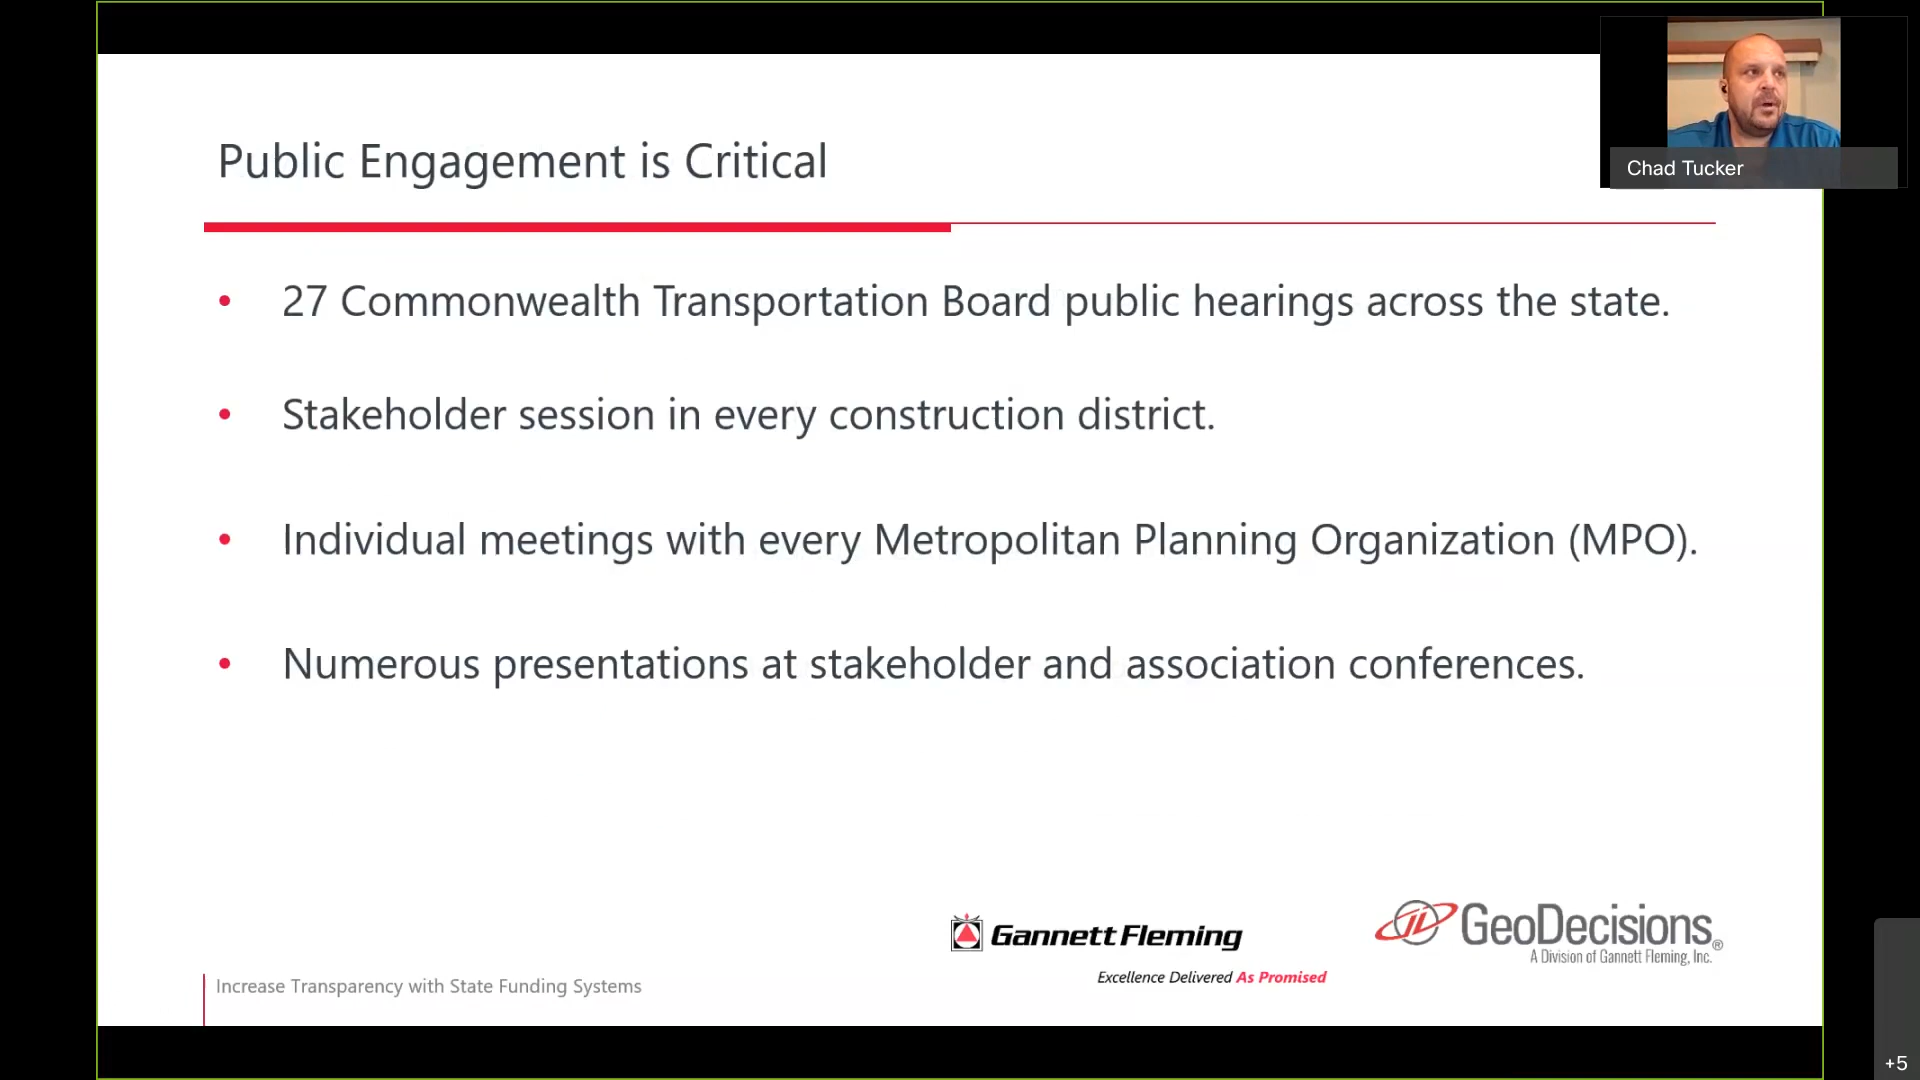 Chad Tucker
Public Engagement is Critical
• 27 Commonwealth Transportation Board public hearings across the state.
• Stakeholder session in every construction district.
• Individual meetings with every Metropolitan Planning Organization (MPO).
• Numerous presentations at stakeholder and association conferences.
Gannett Fleming
Excellence Delivered As Promised
GeoDecisions®
A Division of Gannett Fleming, Inc.
Increase Transparency with State Funding Systems
+5